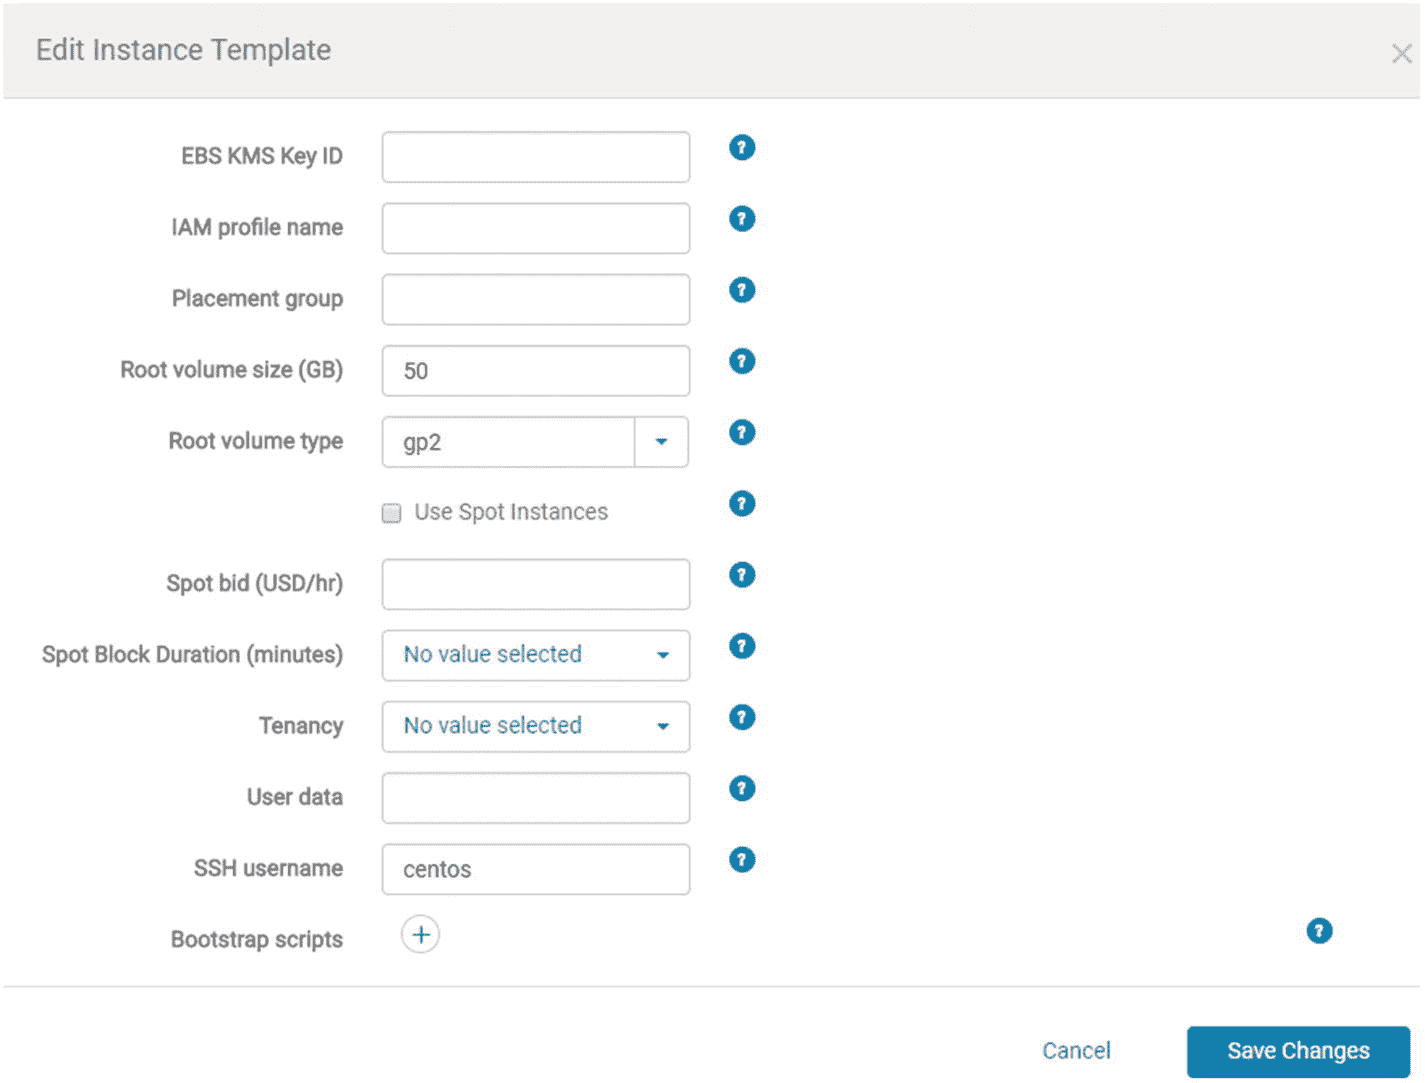 Edit Instance Template
×
EBS KMS Key ID ?
IAM profile name ?
Placement group ?
Root volume size (GB) 50 ?
Root volume type gp2 ?
Use Spot Instances ?
Spot bid (USD/hr) ?
Spot Block Duration (minutes) No value selected ?
Tenancy No value selected ?
User data ?
SSH username centos ?
Bootstrap scripts + ?
Cancel Save Changes